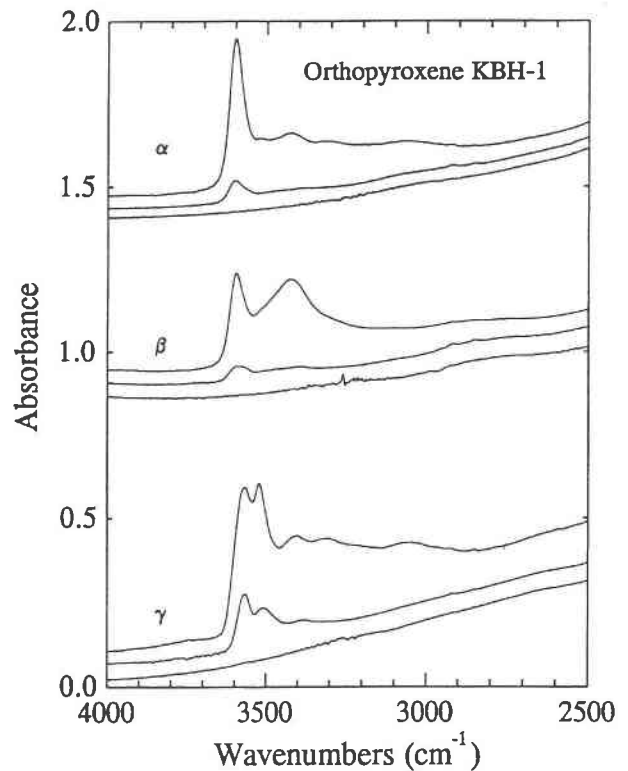 2.0
Orthopyroxene KBH-1
α
1.5
β
1.0
Absorbance
0.5
γ
0.0
4000 3500 3000 2500
Wavenumbers (cm⁻¹)